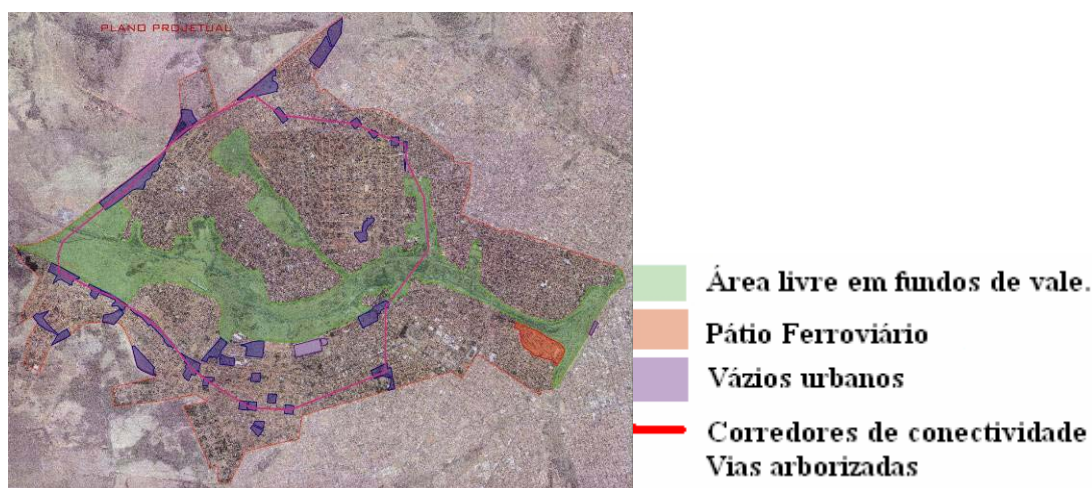 PLANO PROJETUAL
Área livre em fundos de vale.
Pátio Ferroviário
Vázios urbanos
Corredores de conectividade
Vias arborizadas